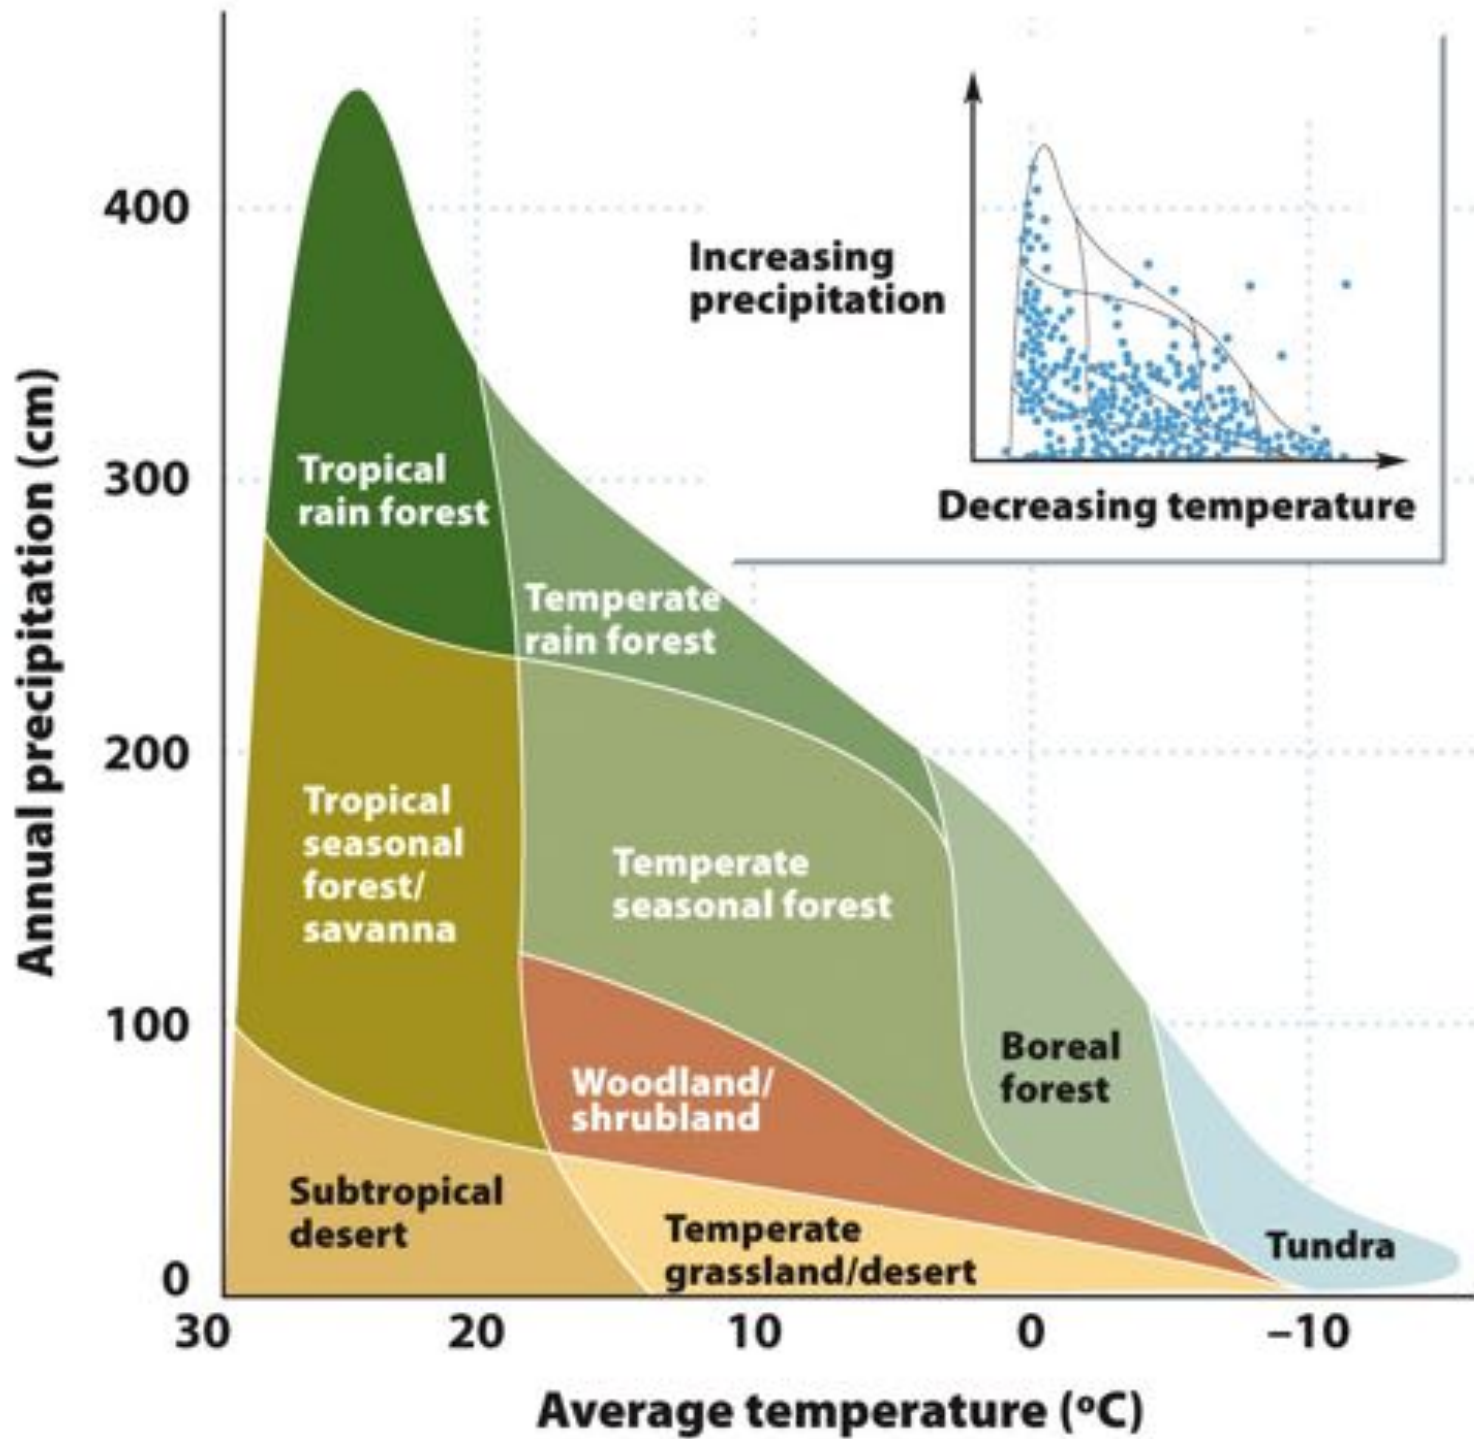 Annual precipitation (cm)
400
300
200
100
0
30
20
10
0
–10
Average temperature (ºC)
Tropical
rain forest
Temperate
rain forest
Tropical
seasonal
forest/
savanna
Temperate
seasonal forest
Woodland/
shrubland
Boreal
forest
Subtropical
desert
Temperate
grassland/desert
Tundra
Increasing
precipitation
Decreasing temperature